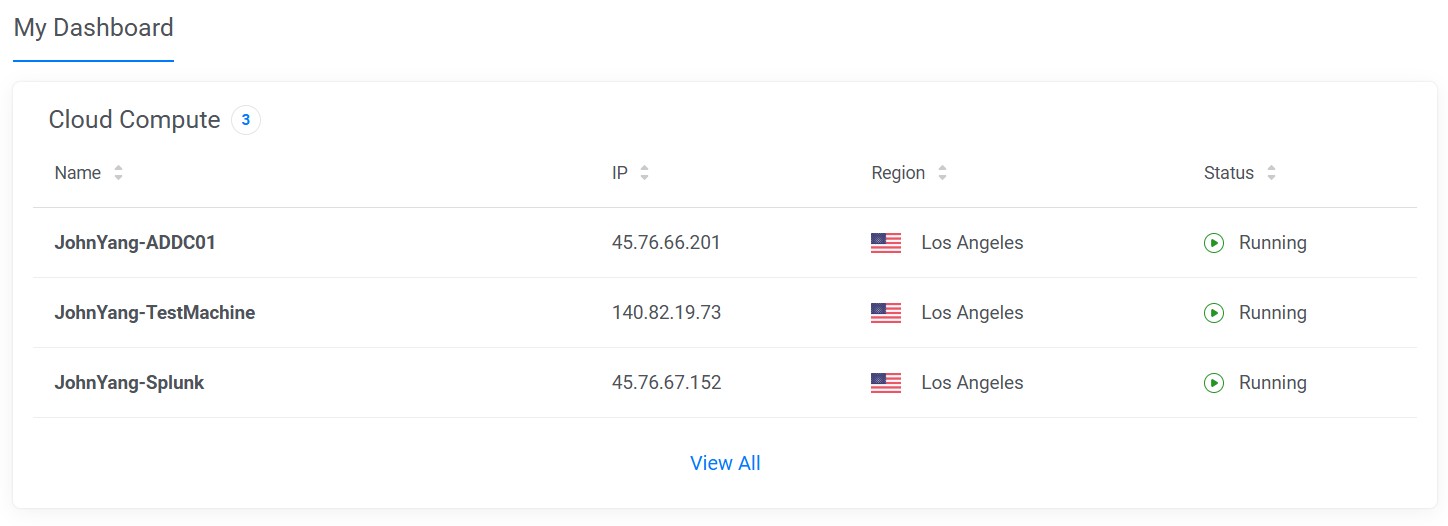 My Dashboard
Cloud Compute 3
Name IP Region Status
JohnYang-ADDC01 45.76.66.201 Los Angeles Running
JohnYang-TestMachine 140.82.19.73 Los Angeles Running
JohnYang-Splunk 45.76.67.152 Los Angeles Running
View All